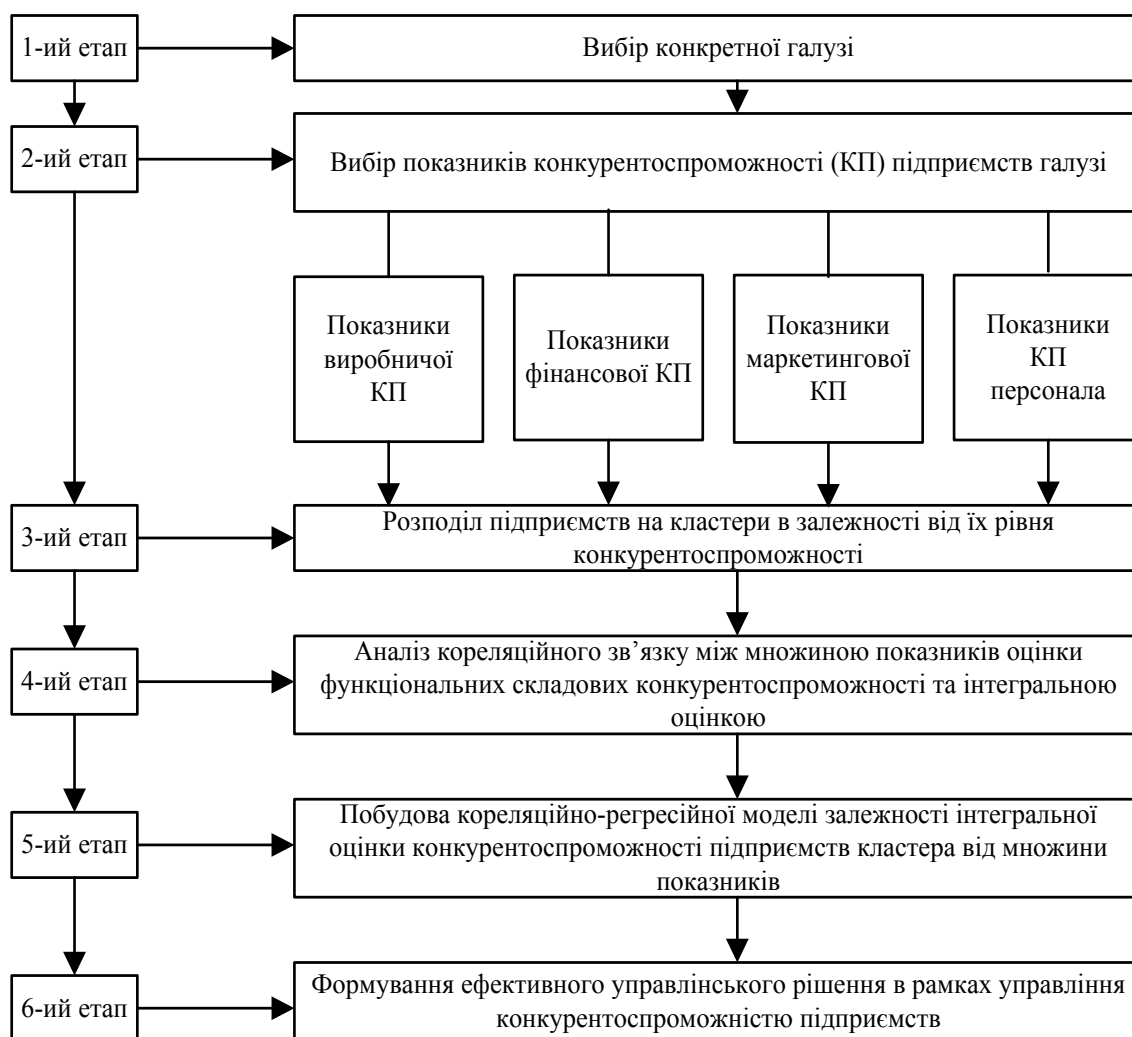 1-ий етап
Вибір конкретної галузі
2-ий етап
Вибір показників конкурентоспроможності (КП) підприємств галузі
Показники
виробничої
КП
Показники
фінансової КП
Показники
маркетингової
КП
Показники
КП
персонала
3-ий етап
Розподіл підприємств на кластери в залежності від їх рівня
конкурентоспроможності
4-ий етап
Аналіз кореляційного зв’язку між множиною показників оцінки
функціональних складових конкурентоспроможності та інтегральною
оцінкою
5-ий етап
Побудова кореляційно-регресійної моделі залежності інтегральної
оцінки конкурентоспроможності підприємств кластера від множини
показників
6-ий етап
Формування ефективного управлінського рішення в рамках управління
конкурентоспроможністю підприємств